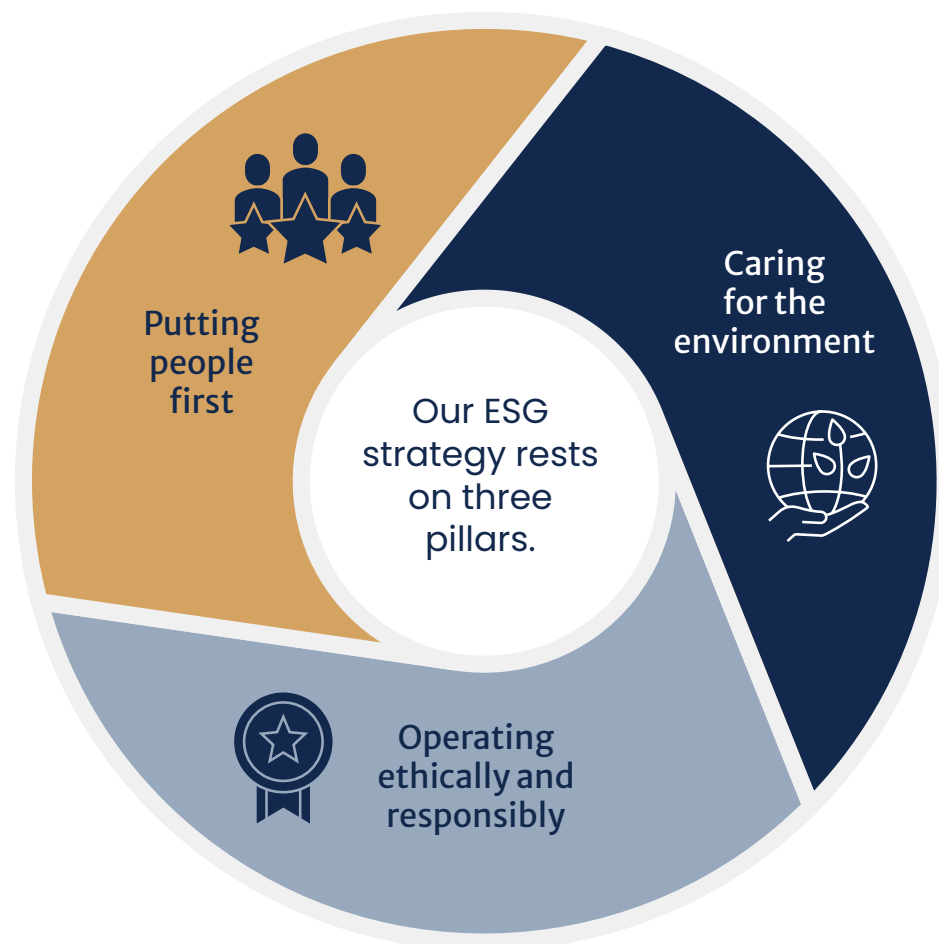 Putting
people
first
Caring
for the
environment
Our ESG
strategy rests
on three
pillars.
Operating
ethically and
responsibly